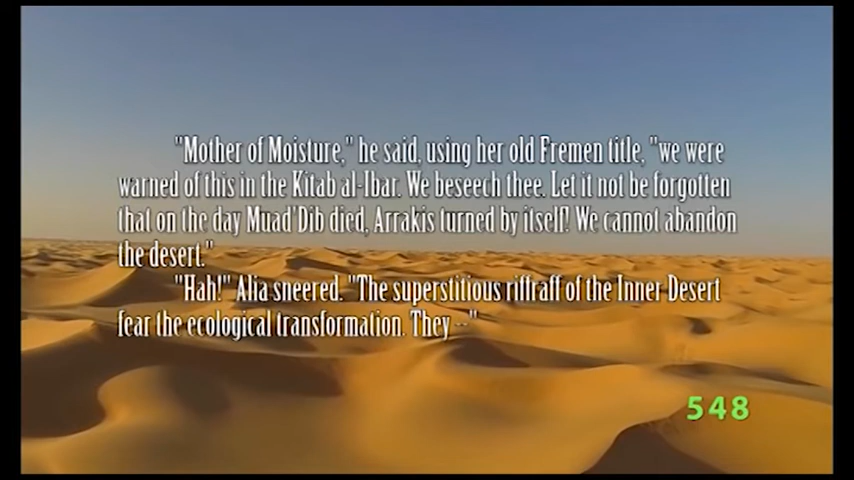 "Mother of Moisture," he said, using her old Fremen title, "we were
warned of this in the Kitab al-Ibar. We beseech thee. Let it not be forgotten
that on the day Muad'Dib died, Arrakis turned by itself! We cannot abandon
the desert."
"Hah!" Alia sneered. "The superstitious riffraff of the Inner Desert
fear the ecological transformation. They --"
548